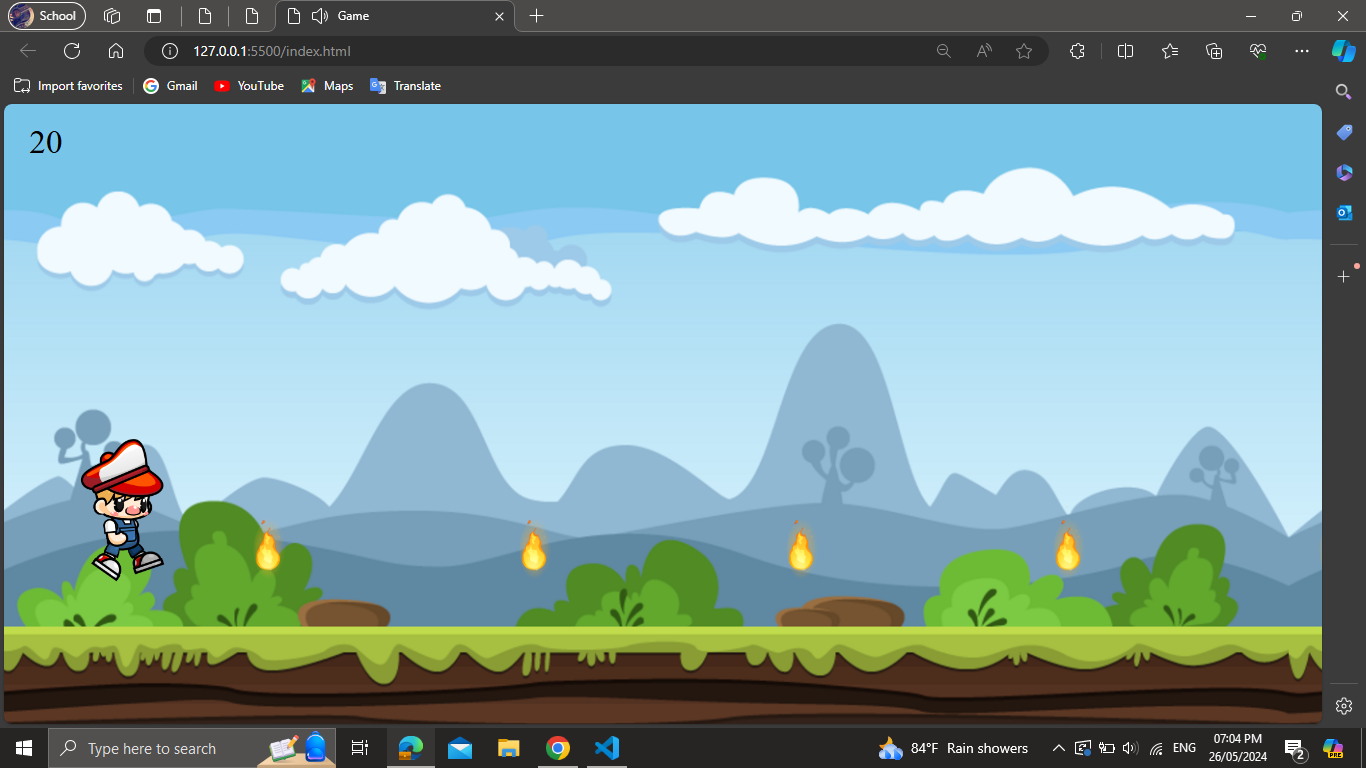 School
Game
127.0.0.1:5500/index.html
Import favorites
Gmail
YouTube
Maps
Translate
20
Type here to search
84°F Rain showers
ENG
07:04 PM
26/05/2024
2
PRE